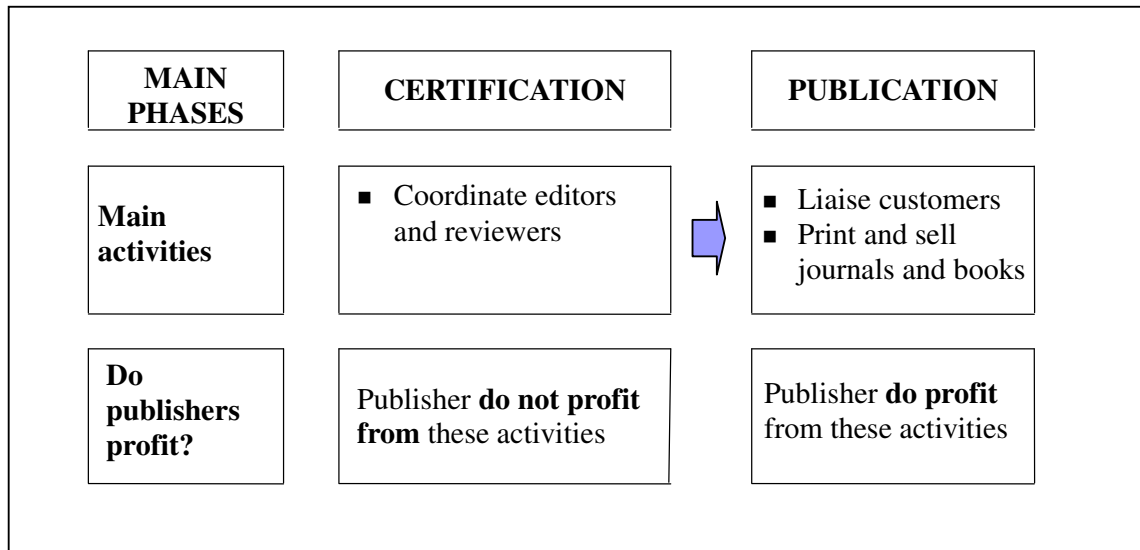 MAIN
PHASES
CERTIFICATION
PUBLICATION
Main
activities
■ Coordinate editors
and reviewers
■ Liaise customers
■ Print and sell
journals and books
Do
publishers
profit?
Publisher do not profit
from these activities
Publisher do profit
from these activities